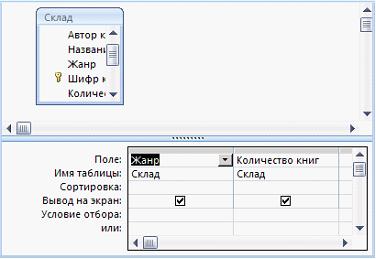 Склад
Автор к
Названи
Жанр
Шифр к
Количес
Поле: Жанр Количество книг
Имя таблицы: Склад Склад
Сортировка:
Вывод на экран:
Условие отбора:
или: